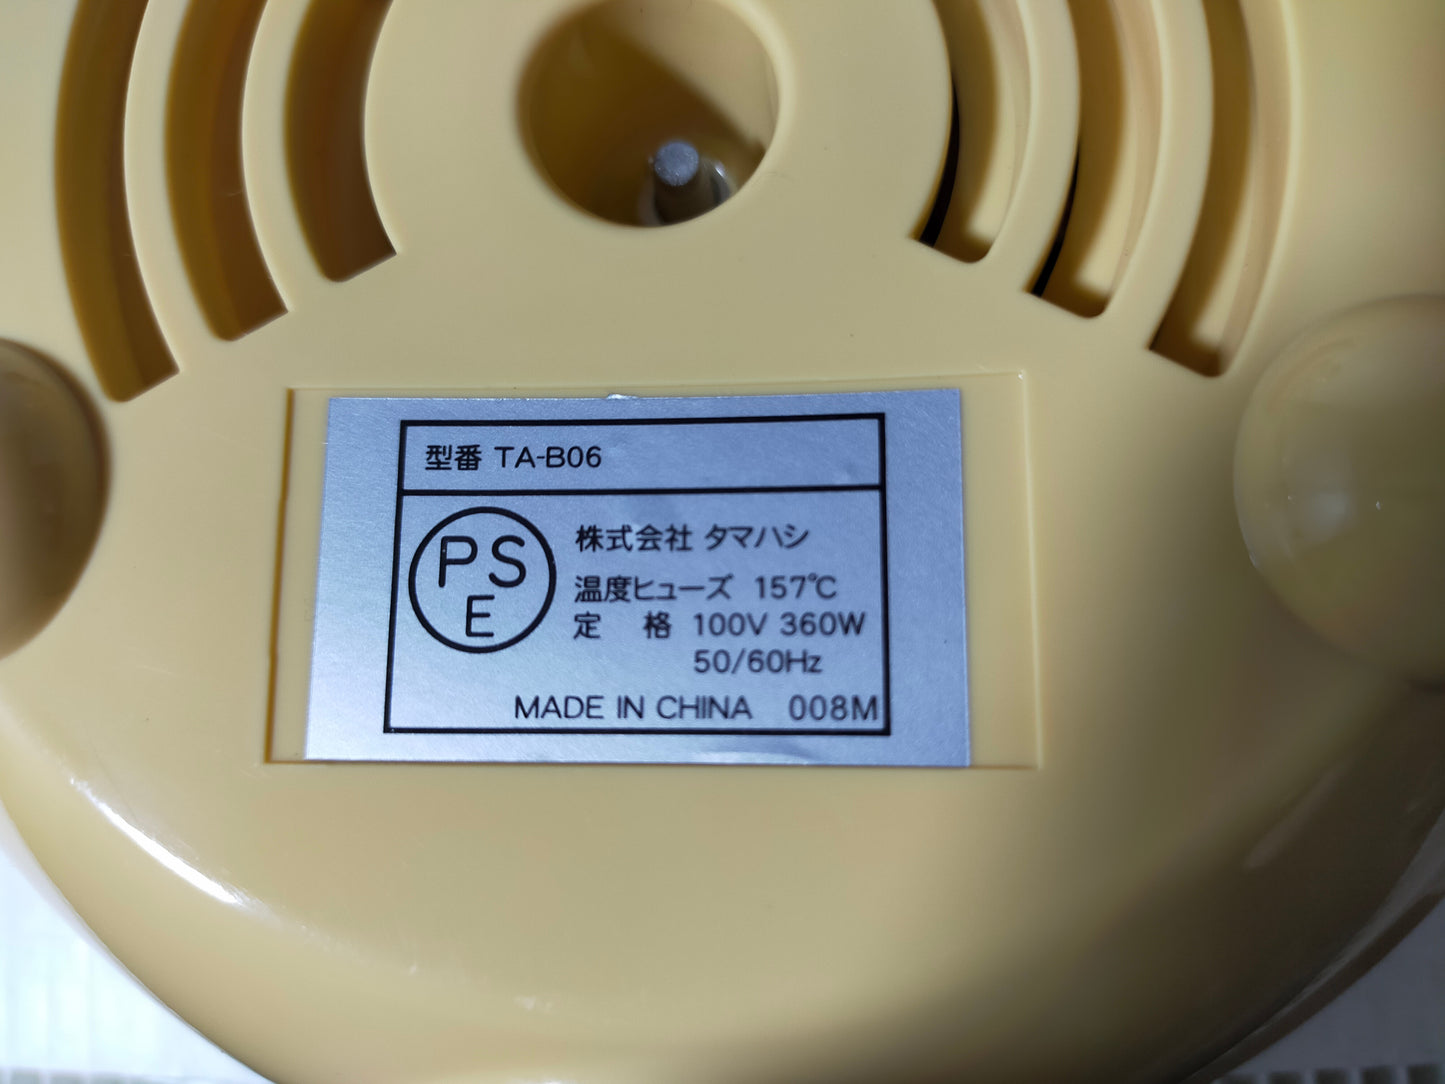 型番 TA-B06
PS
E
株式会社 タマハシ
温度ヒューズ 157℃
定 格 100V 360W
50/60Hz
MADE IN CHINA 008M